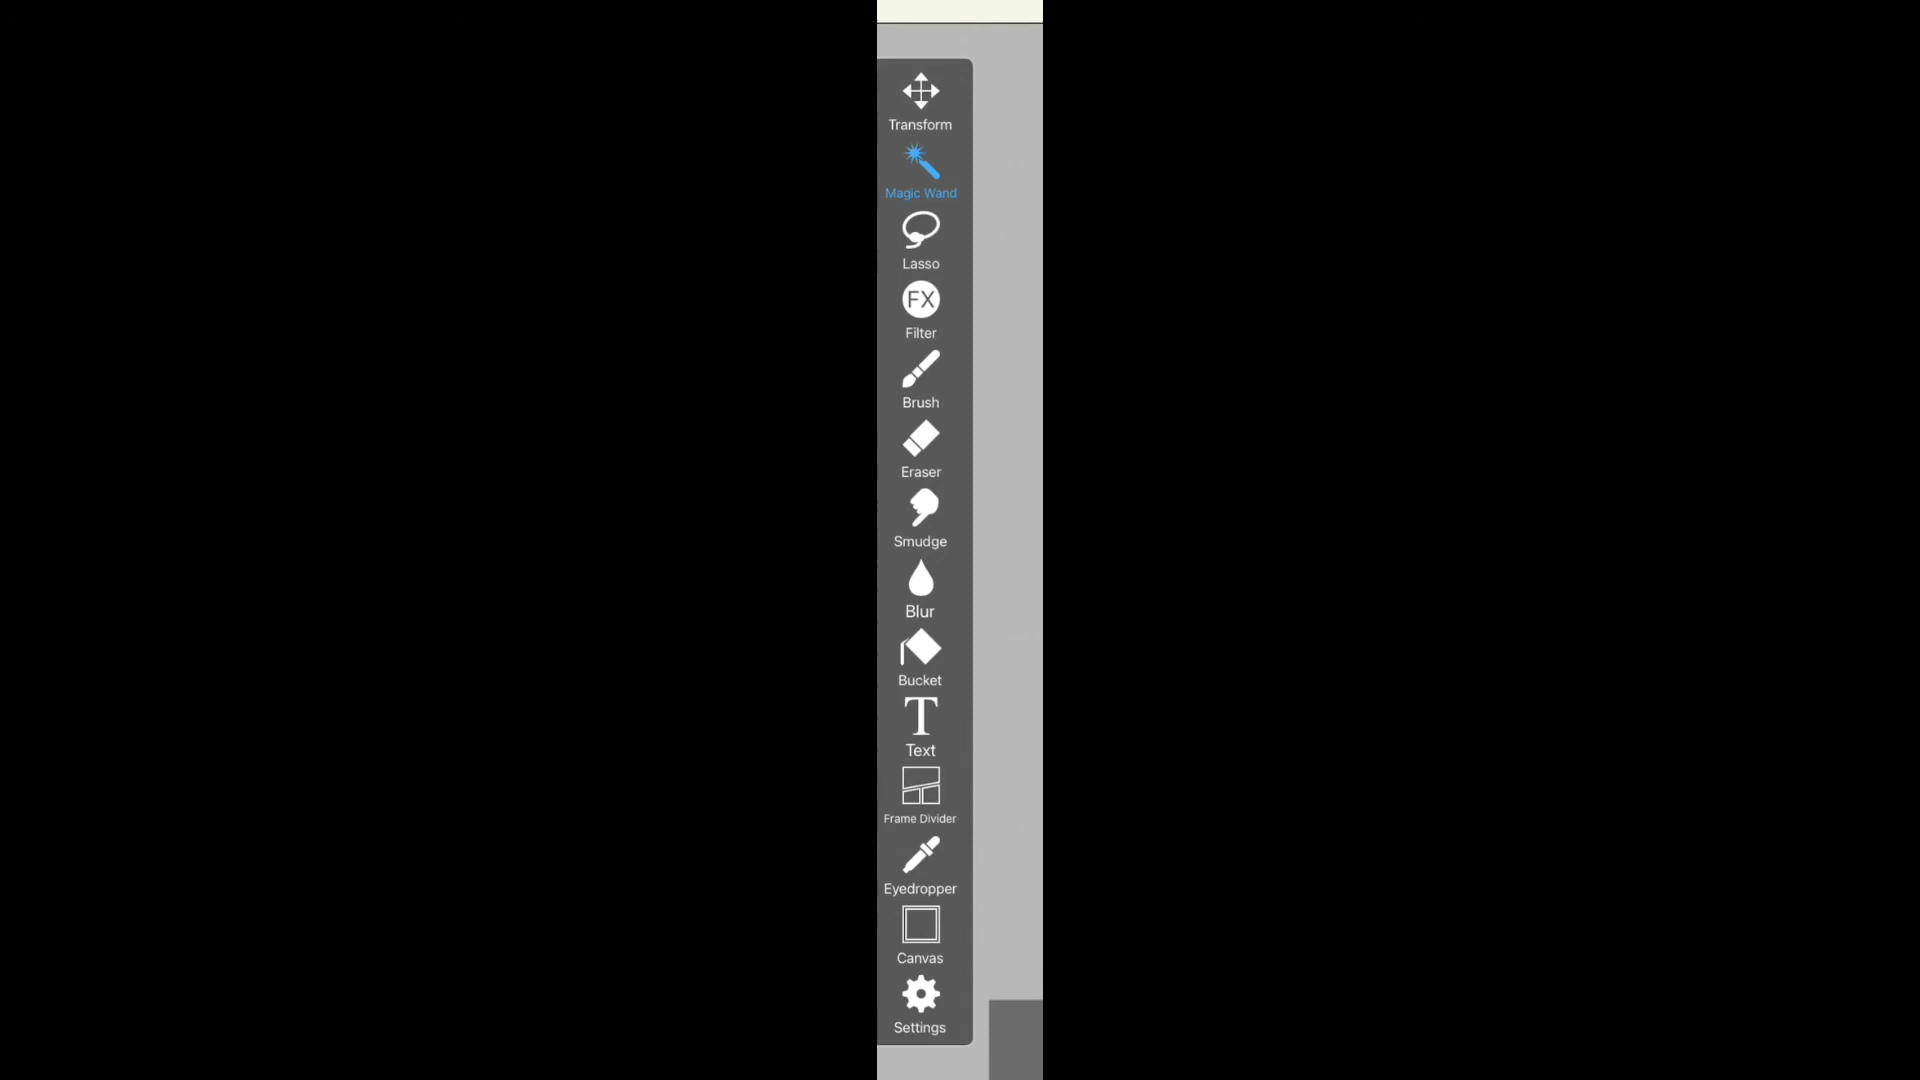 Transform
Magic Wand
Lasso
FX
Filter
Brush
Eraser
Smudge
Blur
Bucket
T
Text
Frame Divider
Eyedropper
Canvas
Settings